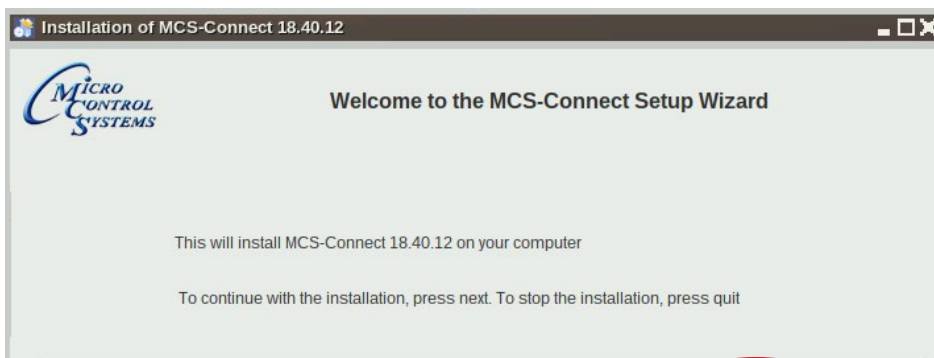 Installation of MCS-Connect 18.40.12
MICRO
CONTROL
SYSTEMS
Welcome to the MCS-Connect Setup Wizard
This will install MCS-Connect 18.40.12 on your computer
To continue with the installation, press next. To stop the installation, press quit